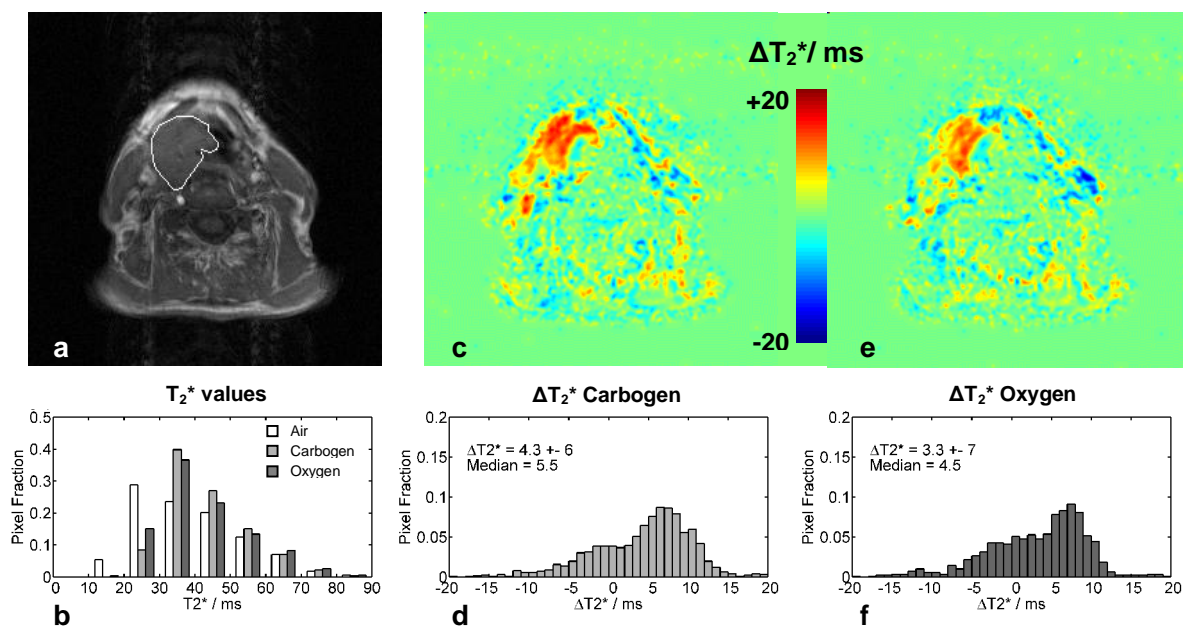 ΔT₂*/ ms
+20
-20
a
c
e
T₂* values
0.5
0.4
0.3
0.2
0.1
0
Pixel Fraction
Air
Carbogen
Oxygen
0 10 20 30 40 50 60 70 80 90
T2* / ms
b
ΔT₂* Carbogen
0.2
0.15
0.1
0.05
0
Pixel Fraction
ΔT2* = 4.3 +- 6
Median = 5.5
-20 -15 -10 -5 0 5 10 15 20
ΔT2* / ms
d
ΔT₂* Oxygen
0.2
0.15
0.1
0.05
0
Pixel Fraction
ΔT2* = 3.3 +- 7
Median = 4.5
-20 -15 -10 -5 0 5 10 15 20
ΔT2* / ms
f